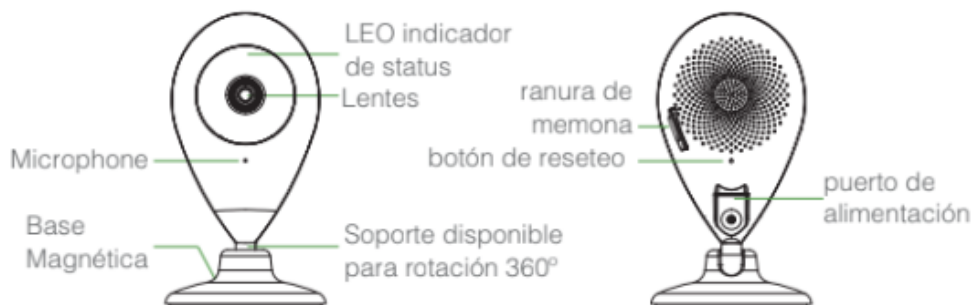 LEO indicador
de status
Lentes
Microphone
Base
Magnética
Soporte disponible
para rotación 360º
ranura de
memona
botón de reseteo
puerto de
alimentación